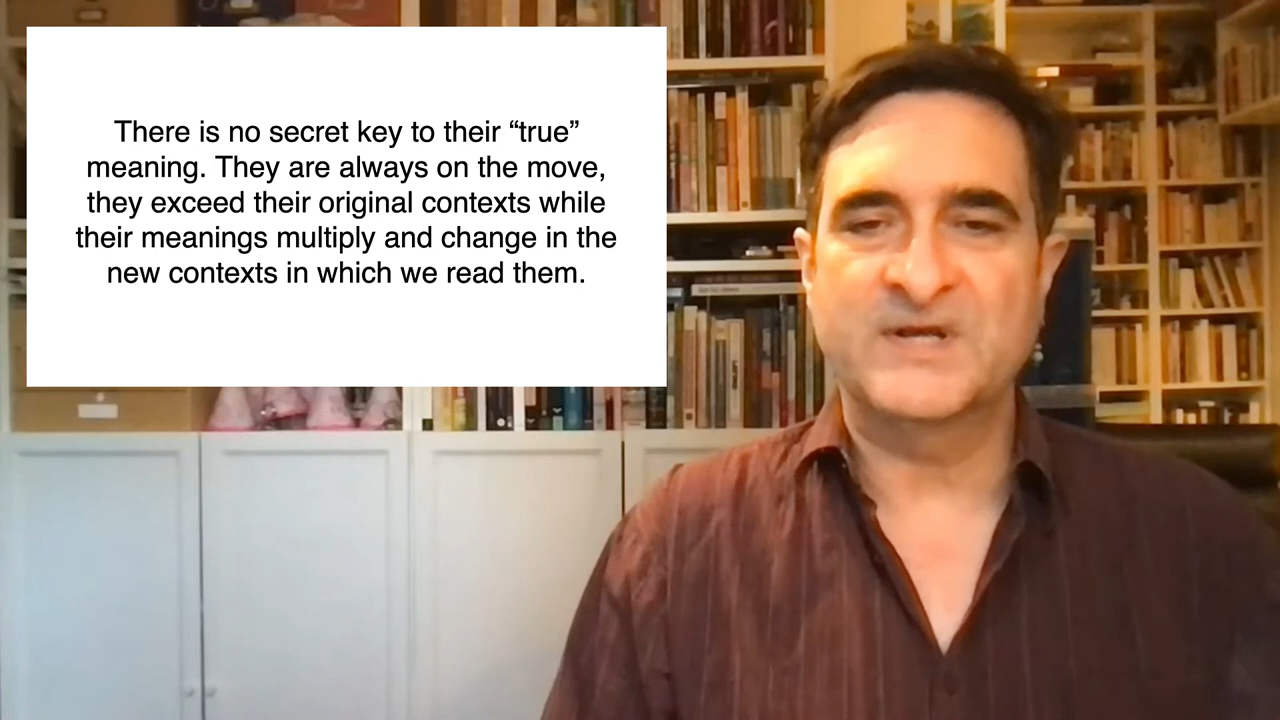 There is no secret key to their “true”
meaning. They are always on the move,
they exceed their original contexts while
their meanings multiply and change in the
new contexts in which we read them.